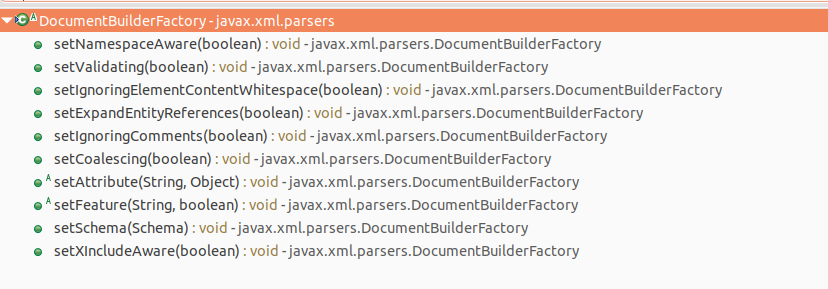 DocumentBuilderFactory - javax.xml.parsers
setNamespaceAware(boolean) : void - javax.xml.parsers.DocumentBuilderFactory
setValidating(boolean) : void - javax.xml.parsers.DocumentBuilderFactory
setIgnoringElementContentWhitespace(boolean) : void - javax.xml.parsers.DocumentBuilderFactory
setExpandEntityReferences(boolean) : void - javax.xml.parsers.DocumentBuilderFactory
setIgnoringComments(boolean) : void - javax.xml.parsers.DocumentBuilderFactory
setCoalescing(boolean) : void - javax.xml.parsers.DocumentBuilderFactory
A setAttribute(String, Object) : void - javax.xml.parsers.DocumentBuilderFactory
A setFeature(String, boolean) : void - javax.xml.parsers.DocumentBuilderFactory
setSchema(Schema) : void - javax.xml.parsers.DocumentBuilderFactory
setXIncludeAware(boolean) : void - javax.xml.parsers.DocumentBuilderFactory